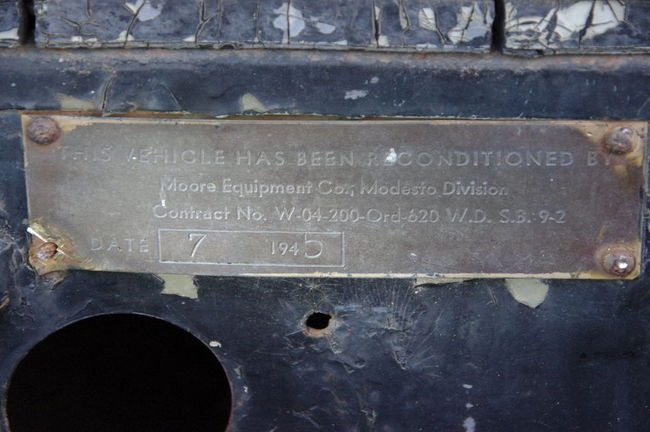 THIS VEHICLE HAS BEEN RECONDITIONED BY
Moore Equipment Co., Modesto Division
Contract No. W-04-200-Ord-620 W.D. S.B. 9-2
DATE 7 1945